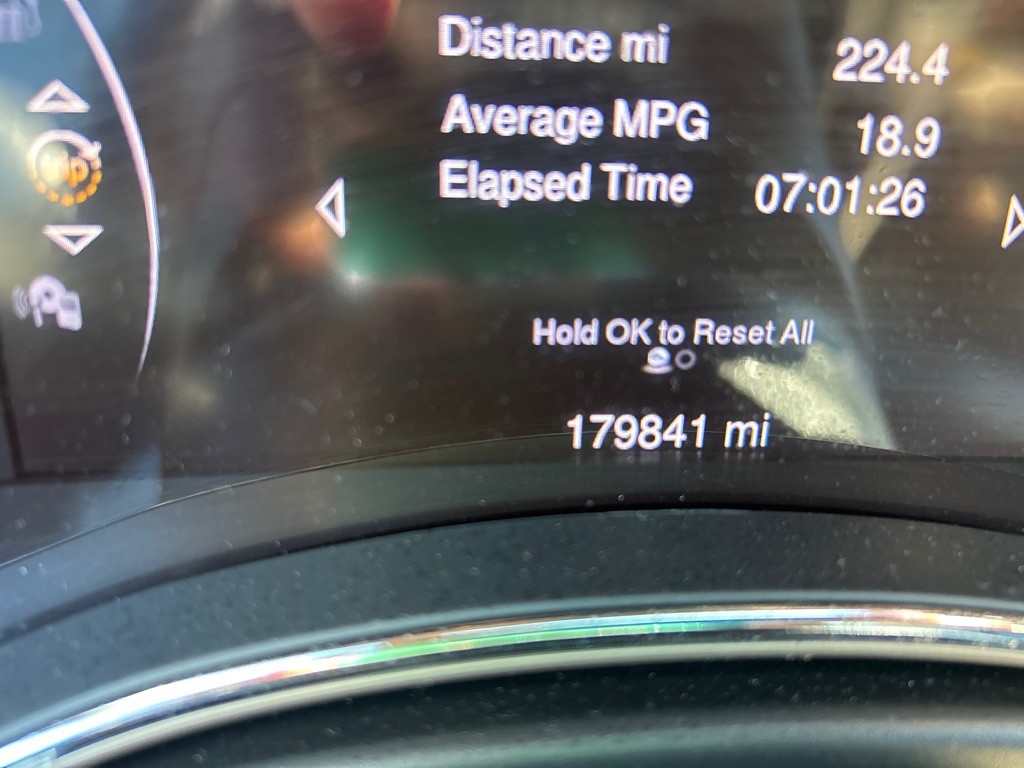 Distance mi 224.4
Average MPG 18.9
Elapsed Time 07:01:26
Hold OK to Reset All
179841 mi